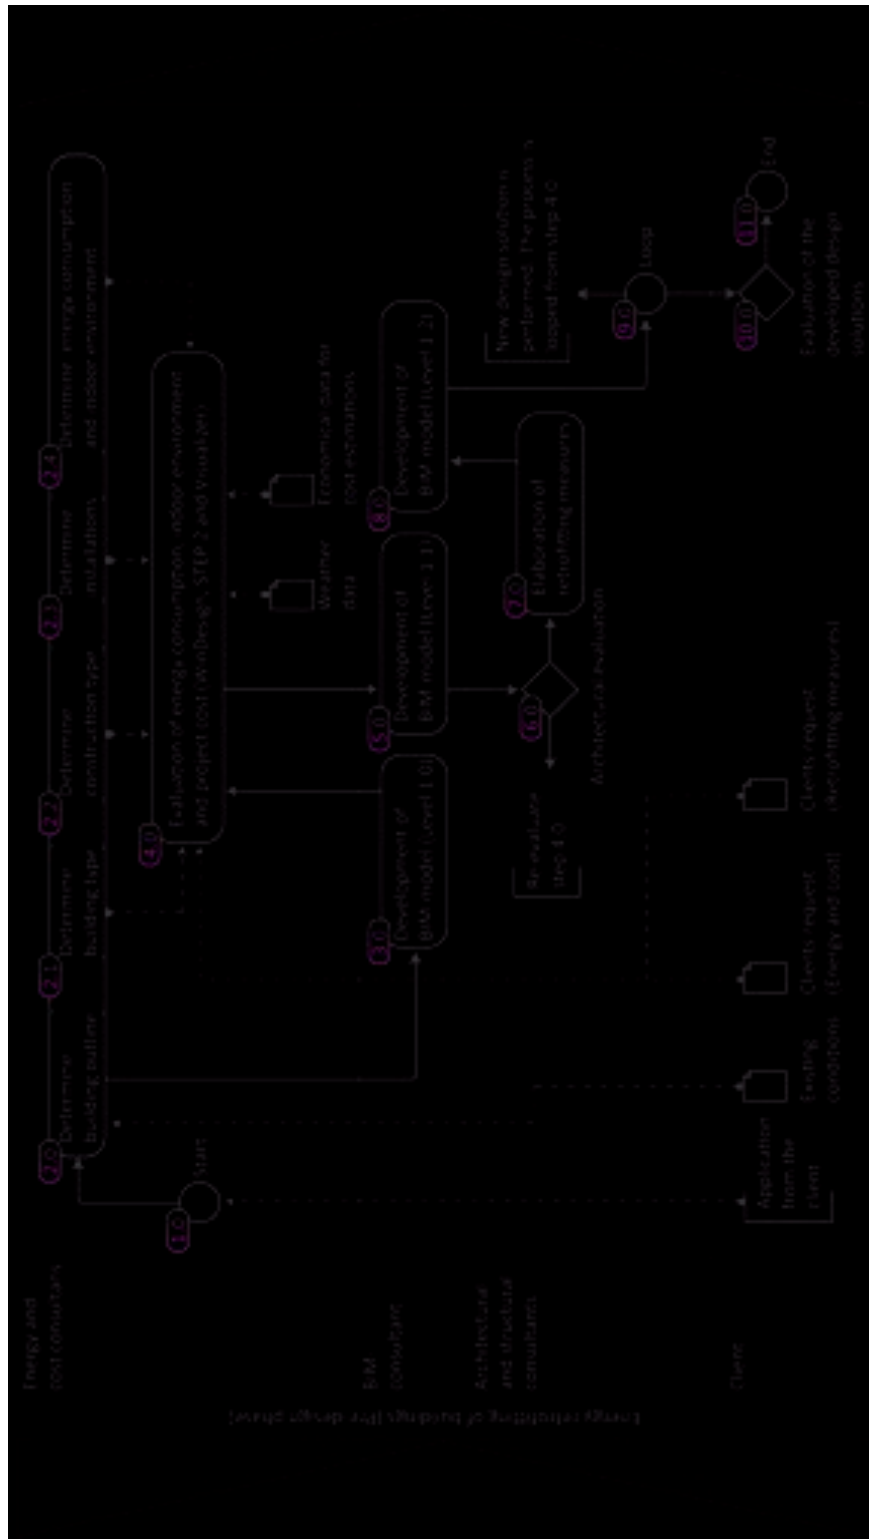 Energy retrofitting of buildings (Pre-design phase)
Energy and
cost consultans
BIM
consultant
Architectural
and structural
consultants
Client
1.0
Start
2.0
Determine
building outline
2.1
Determine
building type
2.2
Determine
construction type
2.3
Determine
installations
2.4
Determine energy consumption
and indoor environment
4.0
Evaluation of energy consumption, indoor environment
and project cost (WinDesign, STEP 2 and Visualizer)
Weather
data
Economical data for
cost estimations
3.0
Development of
BIM model (Level 1.0)
5.0
Development of
BIM model (Level 1.1)
8.0
Development of
BIM model (Level 1.2)
Re-evaluate
step 4.0
6.0
Architectural evaluation
7.0
Elaboration of
retrofitting measures
New design solution is
performed. The process is
looped from step 4.0
9.0
Loop
Application
from the
client
Existing
conditions
Clients request
(Energy and cost)
Clients request
(Retrofitting measures)
10.0
Evaluation of the
developed design
solutions
11.0
End